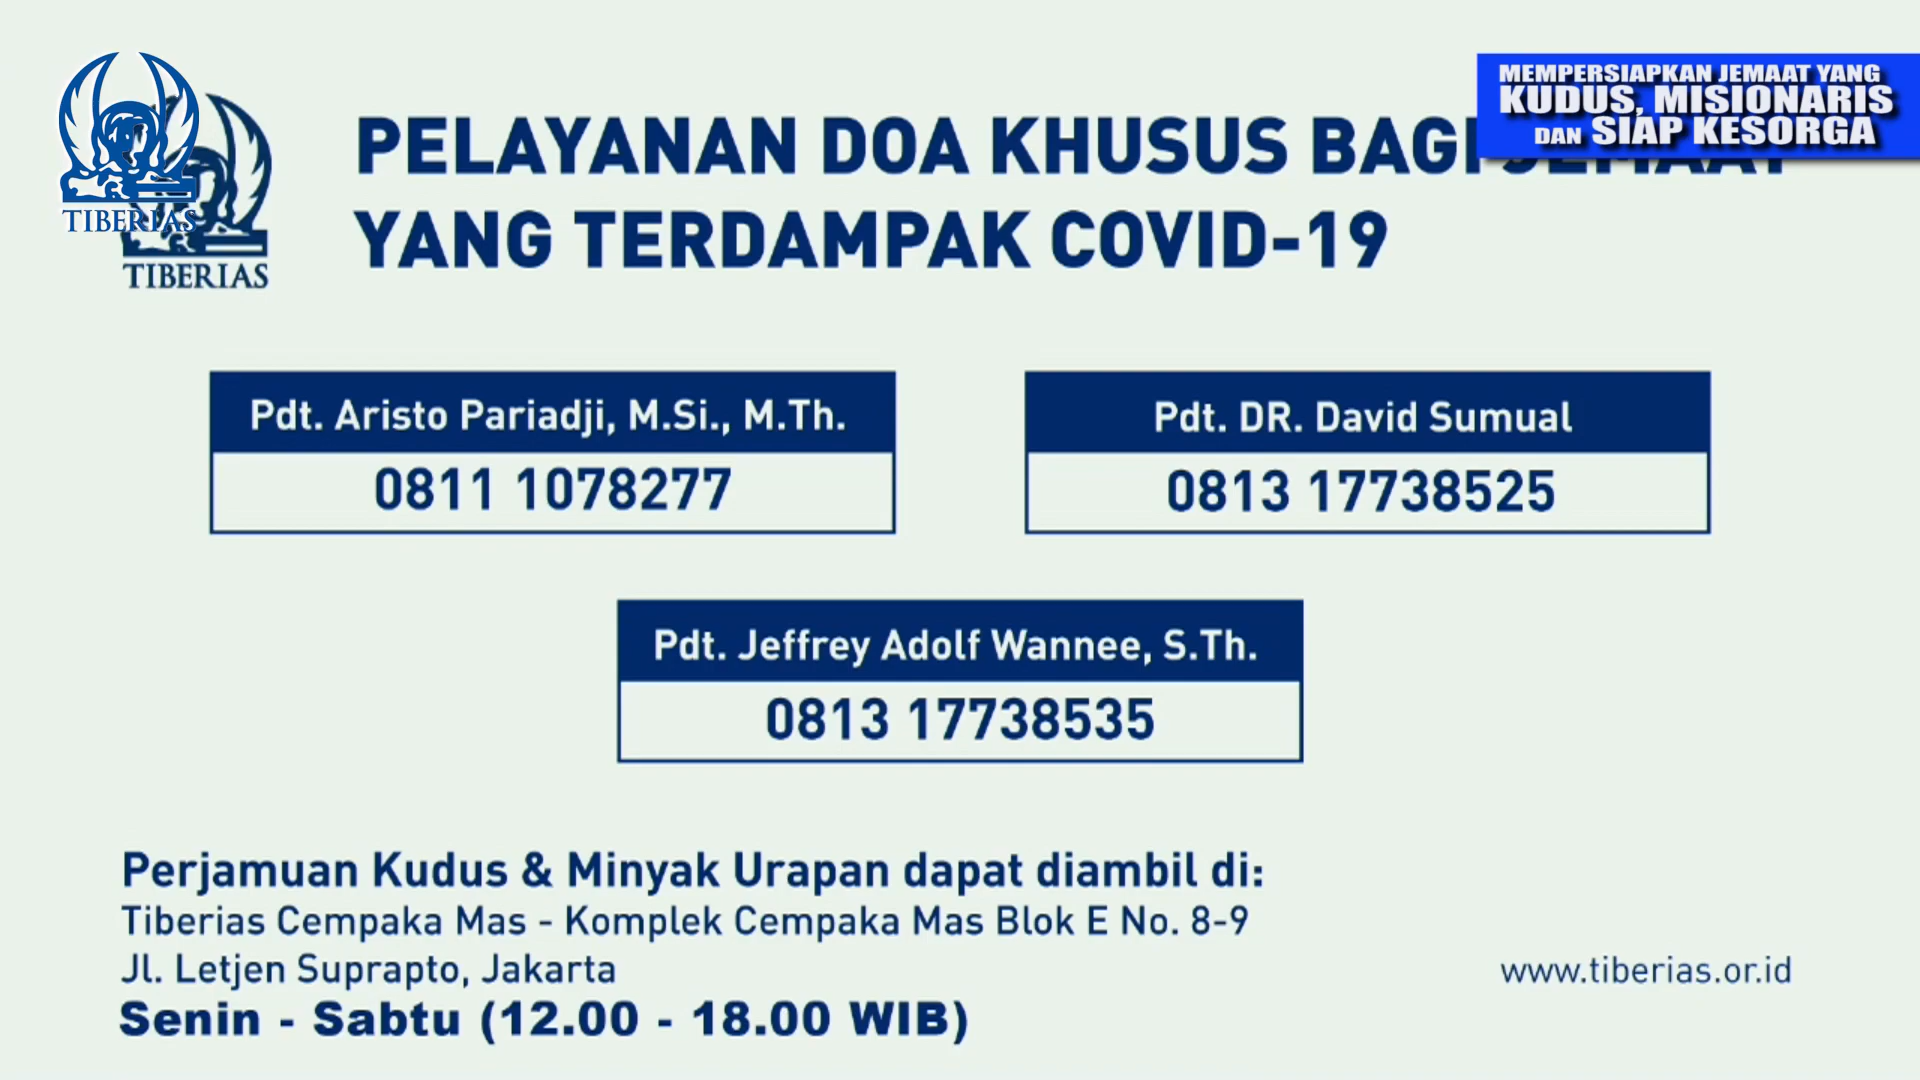 TIBERIAS
TIBERIAS
MEMPERSIAPKAN JEMAAT YANG
KUDUS, MISIONARIS
DAN SIAP KESORGA
PELAYANAN DOA KHUSUS BAGI JEMAAT
YANG TERDAMPAK COVID-19
Pdt. Aristo Pariadji, M.Si., M.Th.
0811 1078277
Pdt. DR. David Sumual
0813 17738525
Pdt. Jeffrey Adolf Wannee, S.Th.
0813 17738535
Perjamuan Kudus & Minyak Urapan dapat diambil di:
Tiberias Cempaka Mas - Komplek Cempaka Mas Blok E No. 8-9
Jl. Letjen Suprapto, Jakarta
Senin - Sabtu (12.00 - 18.00 WIB)
www.tiberias.or.id